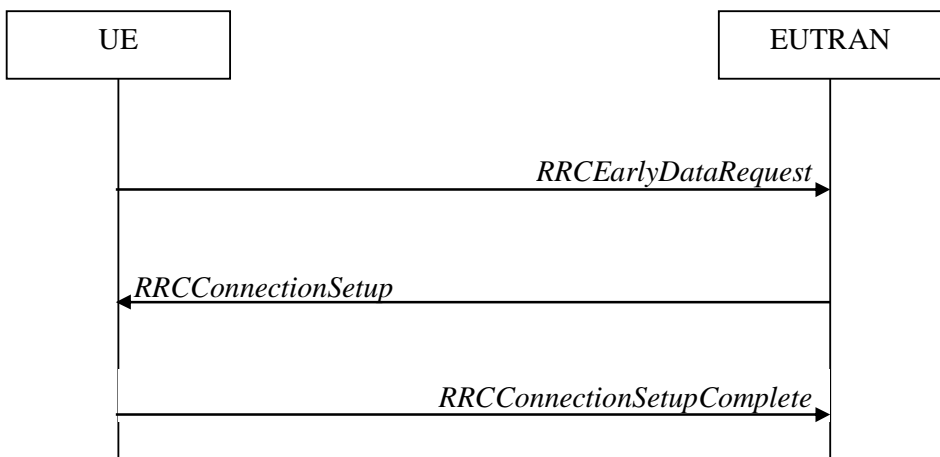 UE
EUTRAN
RRCEarlyDataRequest
RRCConnectionSetup
RRCConnectionSetupComplete